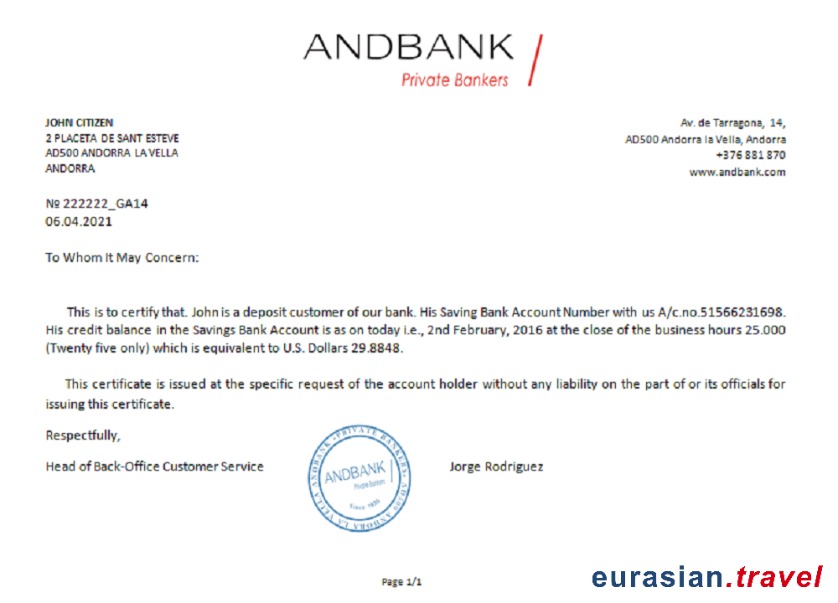 ANDBANK
Private Bankers
JOHN CITIZEN
2 PLACETA DE SANT ESTEVE
AD500 ANDORRA LA VELLA
ANDORRA
Av. de Tarragona, 14,
AD500 Andorra la Vella, Andorra
+376 881 870
www.andbank.com
№ 222222_GA14
06.04.2021
To Whom It May Concern:
This is to certify that. John is a deposit customer of our bank. His Saving Bank Account Number with us A/c.no.51566231698.
His credit balance in the Savings Bank Account is as on today i.e., 2nd February, 2016 at the close of the business hours 25.000
(Twenty five only) which is equivalent to U.S. Dollars 29.8848.
This certificate is issued at the specific request of the account holder without any liability on the part of or its officials for
issuing this certificate.
Respectfully,
Head of Back-Office Customer Service
PRIVATE BANKERS
AD500 ANDORA LA VELLA ANDBANK
ANDBANK
Private Bankers
Since 1930
Jorge Rodriguez
Page 1/1
eurasian.travel